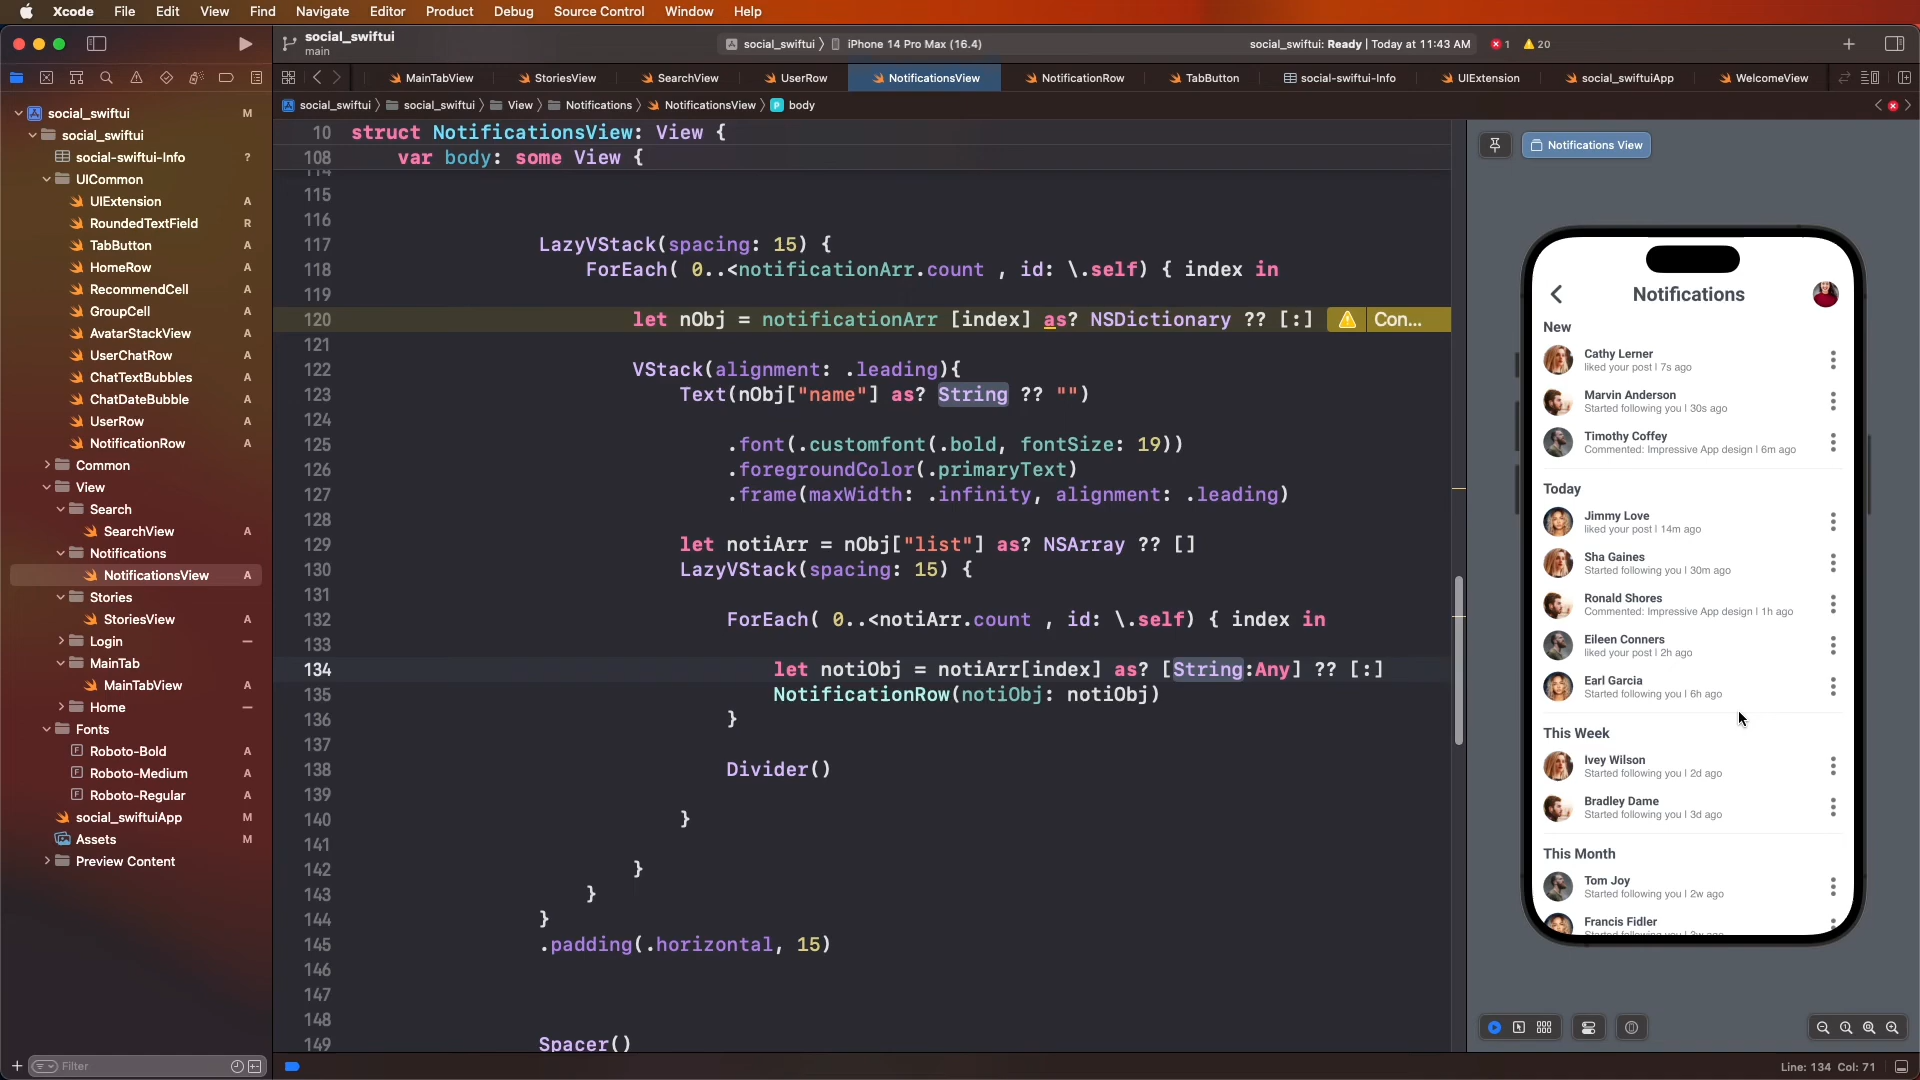 Xcode File Edit View Find Navigate Editor Product Debug Source Control Window Help
social_swiftui
main
social_swiftui iPhone 14 Pro Max (16.4)
social_swiftui: Ready | Today at 11:43 AM
1
20
MainTabView StoriesView SearchView UserRow NotificationsView NotificationRow TabButton social-swiftui-Info UIExtension social_swiftuiApp WelcomeView
social_swiftui social_swiftui View Notifications NotificationsView P body
social_swiftui M
social_swiftui
social-swiftui-Info ?
UICommon
UIExtension A
RoundedTextField R
TabButton A
HomeRow A
RecommendCell A
GroupCell A
AvatarStackView A
UserChatRow A
ChatTextBubbles A
ChatDateBubble A
UserRow A
NotificationRow A
Common
View
Search
SearchView A
Notifications
NotificationsView A
Stories
StoriesView A
Login
MainTab
MainTabView A
Home
Fonts
F Roboto-Bold A
F Roboto-Medium A
F Roboto-Regular A
social_swiftuiApp M
Assets M
Preview Content
Filter
10 struct NotificationsView: View {
108 var body: some View {
114
115
116
117 LazyVStack(spacing: 15) {
118 ForEach( 0..<notificationArr.count , id: \.self) { index in
119
120 let nObj = notificationArr [index] as? NSDictionary ?? [:] Con...
121
122 VStack(alignment: .leading){
123 Text(nObj["name"] as? String ?? "")
124
125 .font(.customfont(.bold, fontSize: 19))
126 .foregroundColor(.primaryText)
127 .frame(maxWidth: .infinity, alignment: .leading)
128
129 let notiArr = nObj["list"] as? NSArray ?? []
130 LazyVStack(spacing: 15) {
131
132 ForEach( 0..<notiArr.count , id: \.self) { index in
133
134 let notiObj = notiArr[index] as? [String:Any] ?? [:]
135 NotificationRow(notiObj: notiObj)
136 }
137
138 Divider()
139
140 }
141
142 }
143 }
144 }
145 .padding(.horizontal, 15)
146
147
148
149 Spacer()
Notifications View
Notifications
New
Cathy Lerner
liked your post | 7s ago
Marvin Anderson
Started following you | 30s ago
Timothy Coffey
Commented: Impressive App design | 6m ago
Today
Jimmy Love
liked your post | 14m ago
Sha Gaines
Started following you | 30m ago
Ronald Shores
Commented: Impressive App design | 1h ago
Eileen Conners
liked your post | 2h ago
Earl Garcia
Started following you | 6h ago
This Week
Ivey Wilson
Started following you | 2d ago
Bradley Dame
Started following you | 3d ago
This Month
Tom Joy
Started following you | 2w ago
Francis Fidler
Started following you | 3w ago
Line: 134 Col: 71